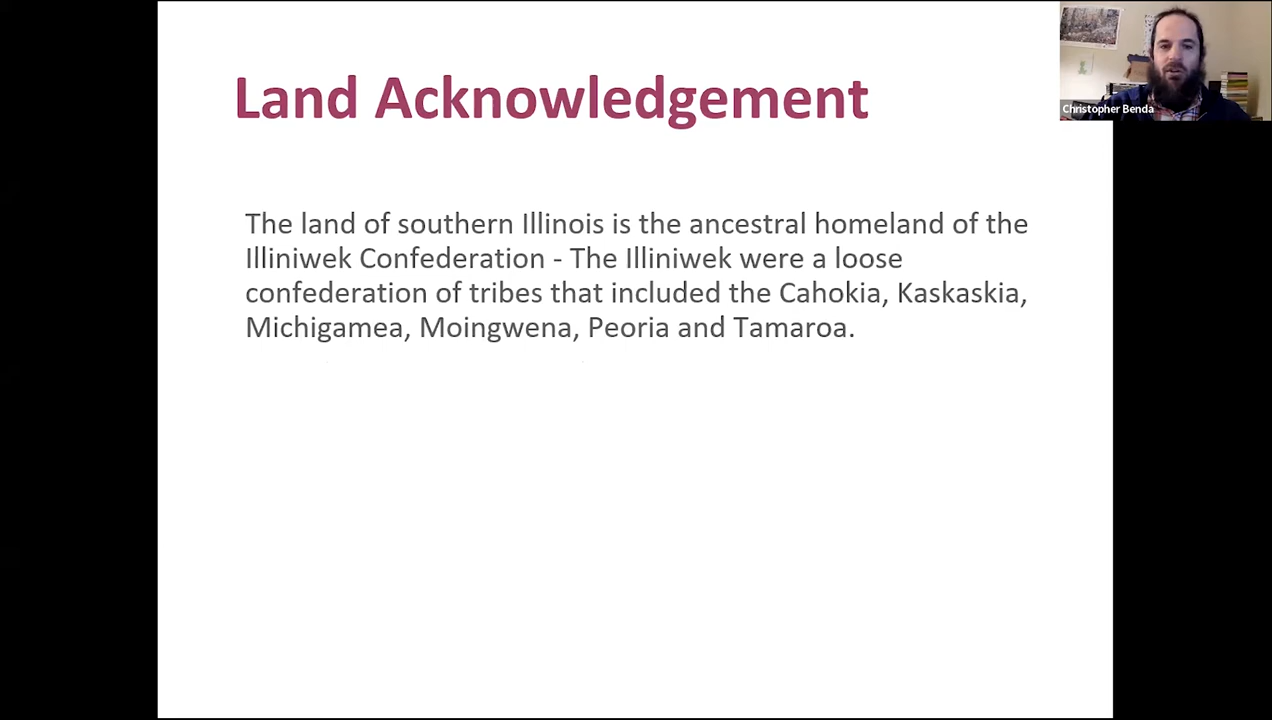 Land Acknowledgement
Christopher Benda
The land of southern Illinois is the ancestral homeland of the
Illiniwek Confederation - The Illiniwek were a loose
confederation of tribes that included the Cahokia, Kaskaskia,
Michigamea, Moingwena, Peoria and Tamaroa.